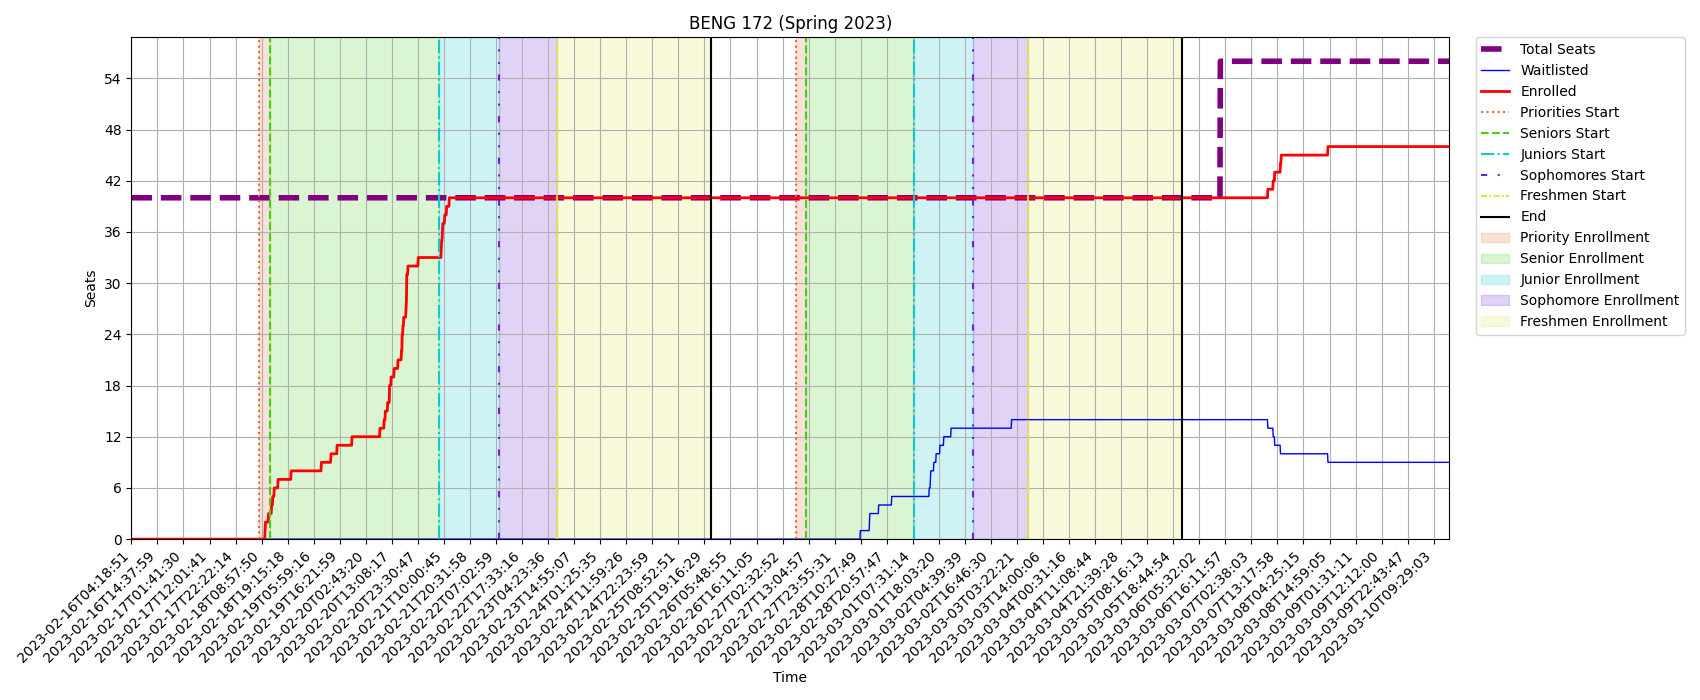 BENG 172 (Spring 2023)
Seats
54
48
42
36
30
24
18
12
6
0
2023-02-16T04:18:51
2023-02-16T14:37:59
2023-02-17T01:41:30
2023-02-17T12:01:41
2023-02-17T22:22:14
2023-02-18T08:57:50
2023-02-18T19:15:18
2023-02-19T05:59:16
2023-02-19T16:21:59
2023-02-20T02:43:20
2023-02-20T13:08:17
2023-02-20T23:30:47
2023-02-21T10:00:45
2023-02-21T20:31:58
2023-02-22T07:02:59
2023-02-22T17:33:16
2023-02-23T04:23:36
2023-02-23T14:55:07
2023-02-24T01:25:35
2023-02-24T11:59:26
2023-02-24T22:23:59
2023-02-25T08:52:51
2023-02-25T19:16:29
2023-02-26T05:48:55
2023-02-26T16:11:05
2023-02-27T02:32:52
2023-02-27T13:04:57
2023-02-27T23:55:31
2023-02-28T10:27:49
2023-02-28T20:57:47
2023-03-01T07:31:14
2023-03-01T18:03:20
2023-03-02T04:39:39
2023-03-02T16:46:30
2023-03-03T03:22:21
2023-03-03T14:00:06
2023-03-04T00:31:16
2023-03-04T11:08:44
2023-03-04T21:39:28
2023-03-05T08:16:13
2023-03-05T18:44:54
2023-03-06T05:32:02
2023-03-06T16:11:57
2023-03-07T02:38:03
2023-03-07T13:17:58
2023-03-08T04:25:15
2023-03-08T14:59:05
2023-03-09T01:31:11
2023-03-09T12:12:00
2023-03-09T22:43:47
2023-03-10T09:29:03
Time
Total Seats
Waitlisted
Enrolled
Priorities Start
Seniors Start
Juniors Start
Sophomores Start
Freshmen Start
End
Priority Enrollment
Senior Enrollment
Junior Enrollment
Sophomore Enrollment
Freshmen Enrollment